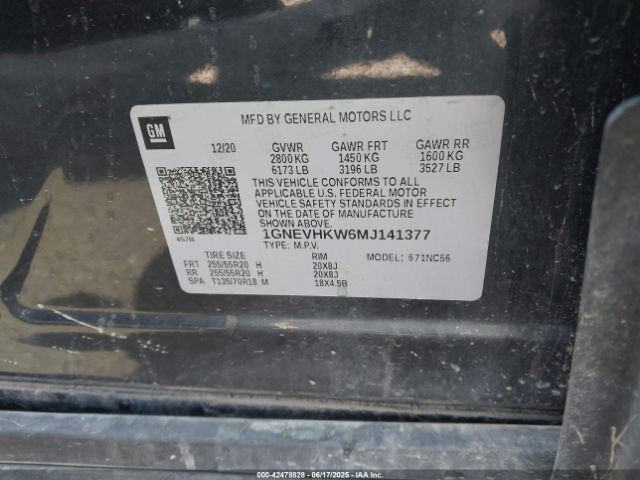 MFD BY GENERAL MOTORS LLC
GM
12/20 GVWR GAWR FRT GAWR RR
2800 KG 1450 KG 1600 KG
6173 LB 3196 LB 3527 LB
THIS VEHICLE CONFORMS TO ALL
APPLICABLE U.S. FEDERAL MOTOR
VEHICLE SAFETY STANDARDS IN EFFECT
ON THE DATE OF MANUFACTURE
SHOWN ABOVE.
457B 1GNEVHKW6MJ141377
TYPE: M.P.V. MODEL: 671NC56
TIRE SIZE RIM
FRT 255/55R20 H 20X8J
RR 255/55R20 H 20X8J
SPA T135/70R18 M 18X4.5B
IAA - 42478828 - 06/17/2025 - (PHOTO) - COPART